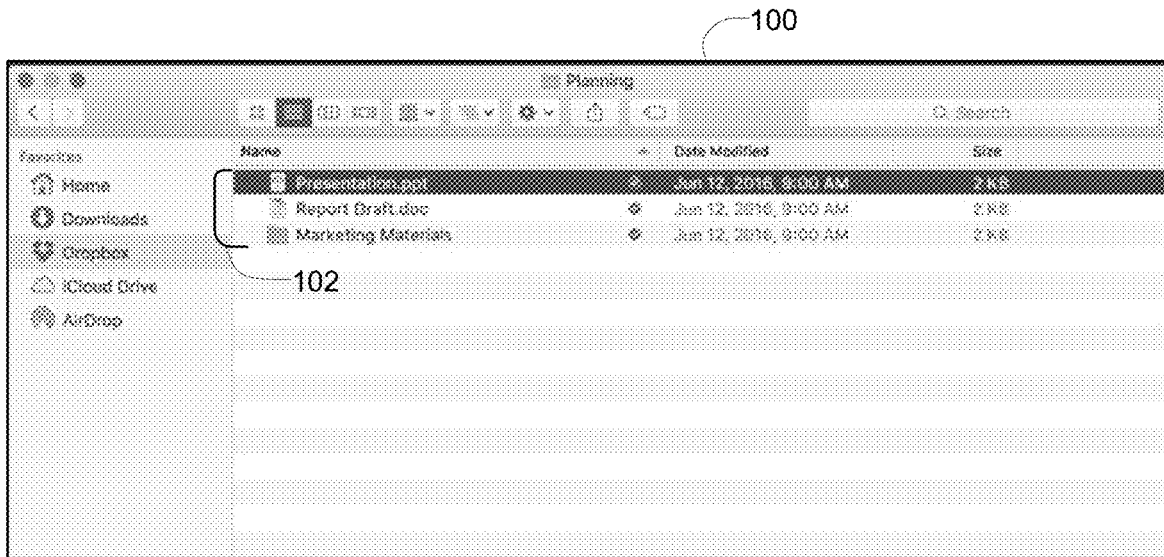 100
Planning
Search
Favorites
Name Date Modified Size
Home
Presentation.ppt Jun 12, 2016, 9:00 AM 2 KB
Downloads
Report Draft.doc Jun 12, 2016, 9:00 AM 2 KB
Dropbox
Marketing Materials Jun 12, 2016, 9:00 AM 2 KB
102
iCloud Drive
AirDrop